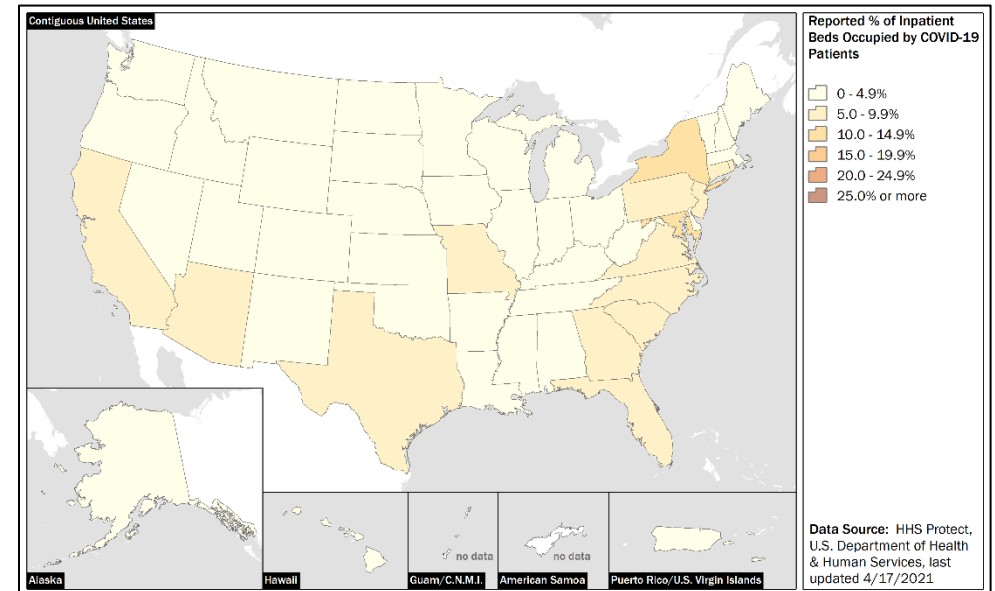 Contiguous United States
Reported % of Inpatient
Beds Occupied by COVID-19
Patients
0 - 4.9%
5.0 - 9.9%
10.0 - 14.9%
15.0 - 19.9%
20.0 - 24.9%
25.0% or more
no data
no data
Alaska
Hawaii
Guam/C.N.M.I.
American Samoa
Puerto Rico/U.S. Virgin Islands
Data Source: HHS Protect,
U.S. Department of Health
& Human Services, last
updated 4/17/2021